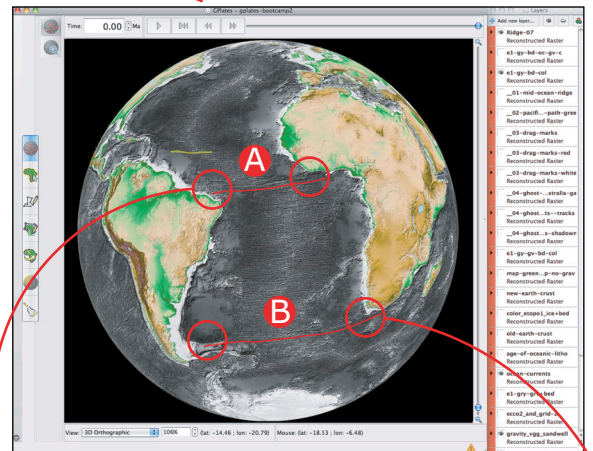 GPlates - gplates-bootcamp2
Layers
Time: 0.00 Ma
Add new layer...
A
B
Ridge-07
Reconstructed Raster
e1-gy-bd-oc-gv-c
Reconstructed Raster
e1-gy-bd-col
Reconstructed Raster
__01-mid-ocean-ridge
Reconstructed Raster
__02-pacifi...-path-gree
Reconstructed Raster
__03-drag-marks
Reconstructed Raster
__03-drag-marks-red
Reconstructed Raster
__03-drag-marks-white
Reconstructed Raster
__04-ghost-...stralia-ga
Reconstructed Raster
__04-ghost...ts--tracks
Reconstructed Raster
__04-ghost...s-shadown
Reconstructed Raster
e1-gy-gv-bd-col
Reconstructed Raster
map-green...p-no-grav
Reconstructed Raster
new-earth-crust
Reconstructed Raster
color_etopo1_ice+bed
Reconstructed Raster
old-earth-crust
Reconstructed Raster
age-of-oceanic-litho
Reconstructed Raster
ocean-currents
Reconstructed Raster
Reconstructed Raster
Reconstructed Raster
gravity_vgg_sandwell
Reconstructed Raster
View: 3D Orthographic 106% (lat: -14.46 ; lon: -20.79) Mouse: (lat: -18.53 ; lon: -6.48)